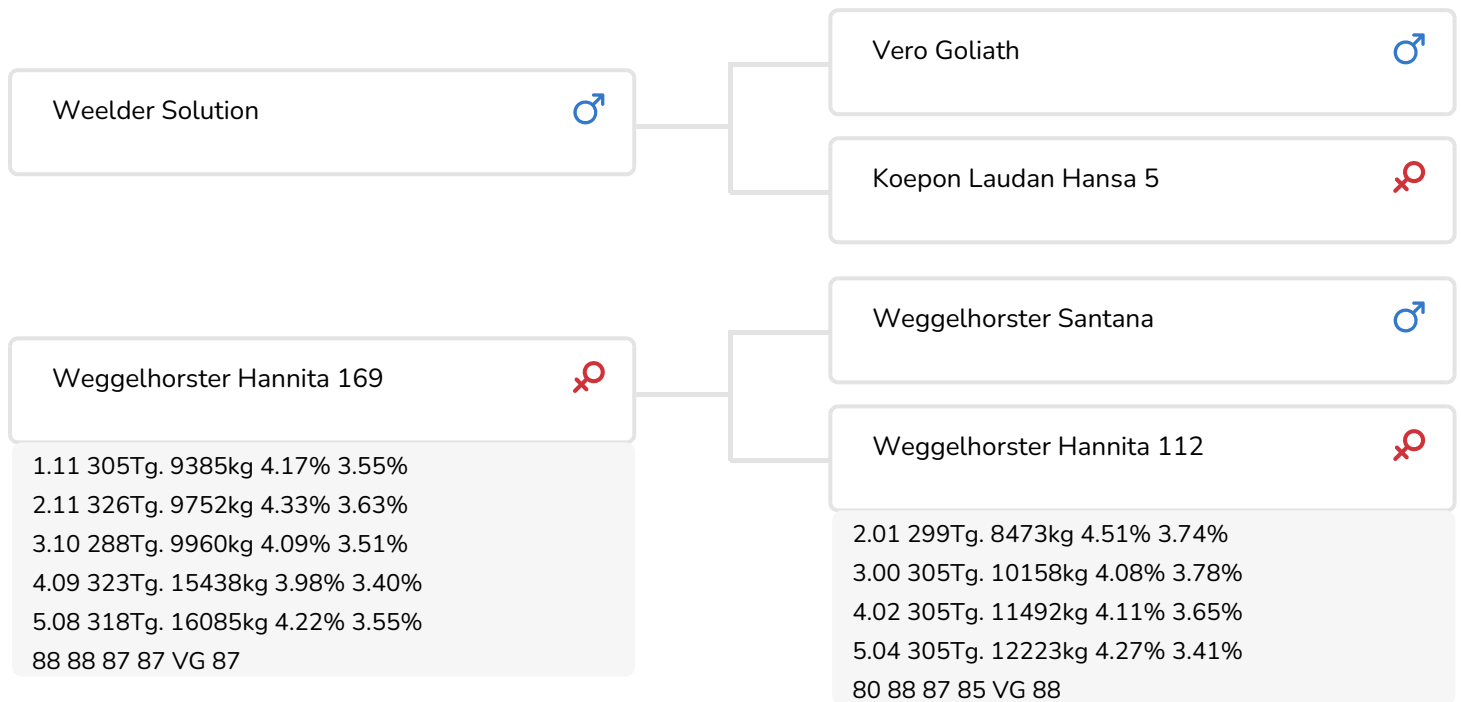 Weelder Solution
Vero Goliath
Koepon Laudan Hansa 5
Weggelhorster Hannita 169
1.11 305Tg. 9385kg 4.17% 3.55%
2.11 326Tg. 9752kg 4.33% 3.63%
3.10 288Tg. 9960kg 4.09% 3.51%
4.09 323Tg. 15438kg 3.98% 3.40%
5.08 318Tg. 16085kg 4.22% 3.55%
88 88 87 87 VG 87
Weggelhorster Santana
Weggelhorster Hannita 112
2.01 299Tg. 8473kg 4.51% 3.74%
3.00 305Tg. 10158kg 4.08% 3.78%
4.02 305Tg. 11492kg 4.11% 3.65%
5.04 305Tg. 12223kg 4.27% 3.41%
80 88 87 85 VG 88